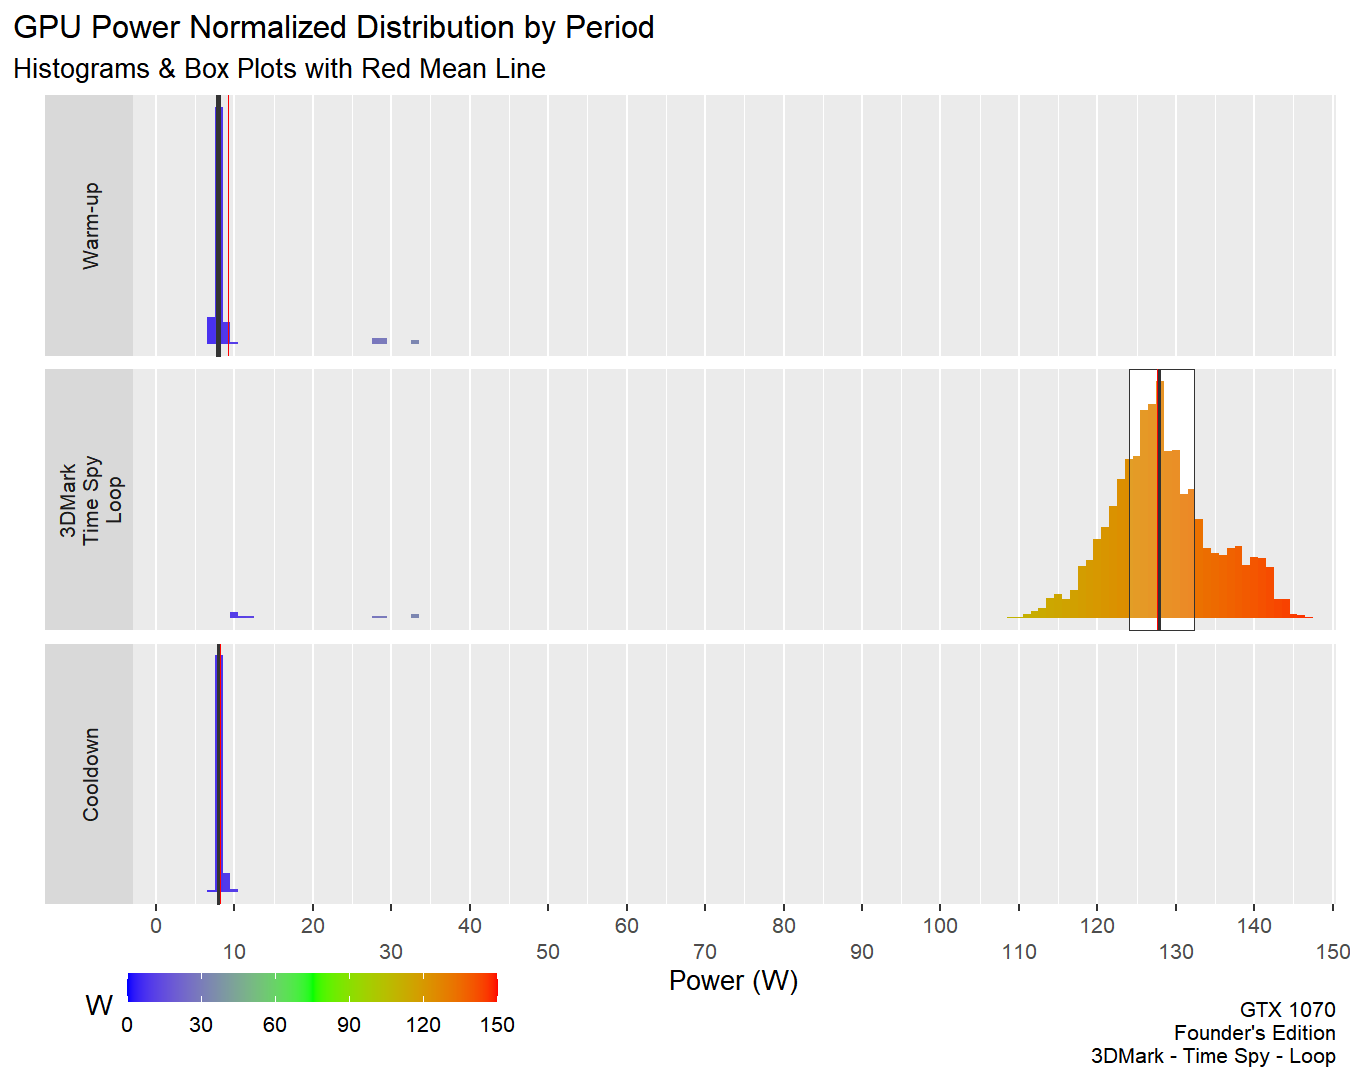 GPU Power Normalized Distribution by Period
Histograms & Box Plots with Red Mean Line
Warm-up
3DMark
Time Spy
Loop
Cooldown
0 20 30 40 60 80 100 120 140
10 30 50 70 90 110 130 150
Power (W)
W
0 30 60 90 120 150
GTX 1070
Founder's Edition
3DMark - Time Spy - Loop